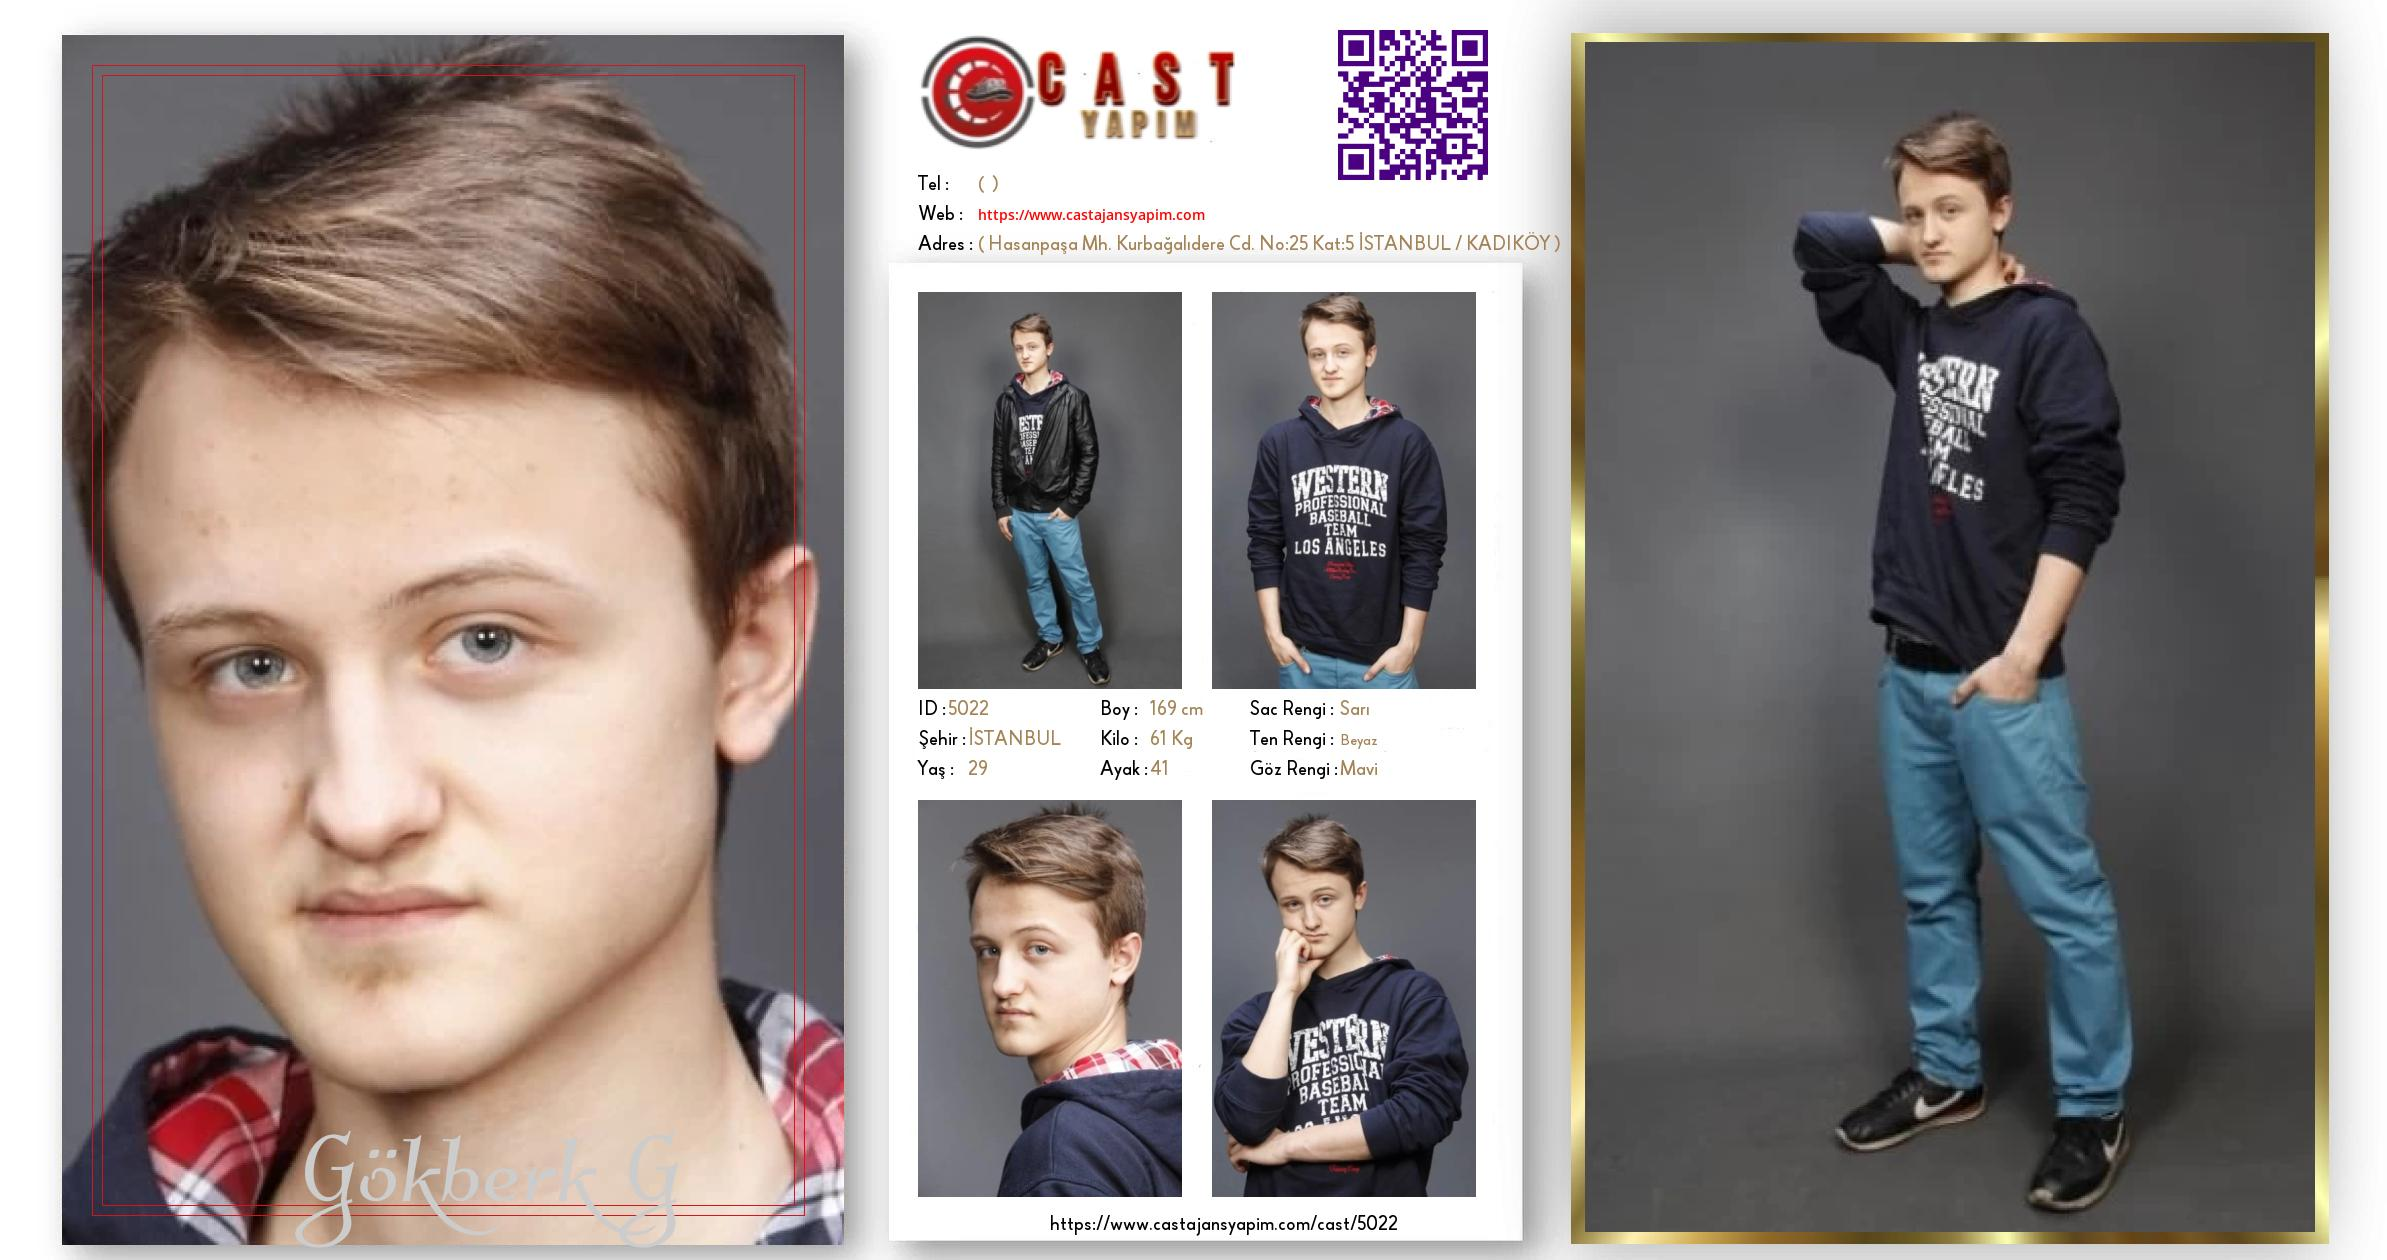 Gökberk G
CAST
YAPIM
Tel : ( )
Web : https://www.castajansyapim.com
Adres : ( Hasanpaşa Mh. Kurbağalıdere Cd. No:25 Kat:5 İSTANBUL / KADIKÖY )
WESTERN
PROFESSIONAL
BASEBALL
TEAM
LOS ANGELES
ID : 5022 Boy : 169 cm Sac Rengi : Sarı
Şehir : İSTANBUL Kilo : 61 Kg Ten Rengi : Beyaz
Yaş : 29 Ayak : 41 Göz Rengi : Mavi
WESTERN
TEAM
https://www.castajansyapim.com/cast/5022